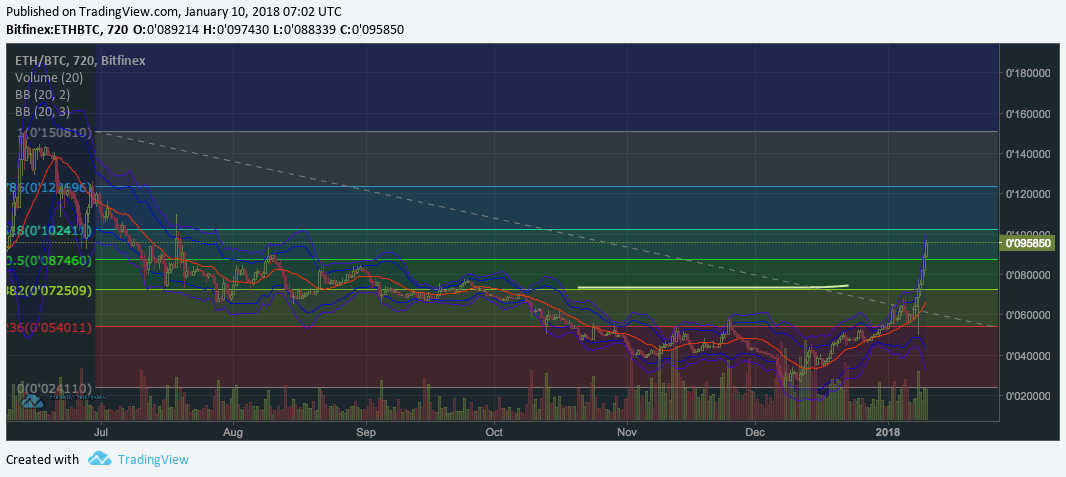 Published on TradingView.com, January 10, 2018 07:02 UTC
Bitfinex:ETHBTC, 720 O:0'089214 H:0'097430 L:0'088339 C:0'095850
ETH/BTC, 720, Bitfinex
Volume (20)
BB (20, 2)
BB (20, 3)
1(0'150810)
786(0'123696)
618(0'102411)
0.5(0'087460)
382(0'072509)
236(0'054011)
0(0'024110)
0'180000
0'160000
0'140000
0'120000
0'100000
0'095850
0'080000
0'060000
0'040000
0'020000
Jul Aug Sep Oct Nov Dec 2018
Created with TradingView